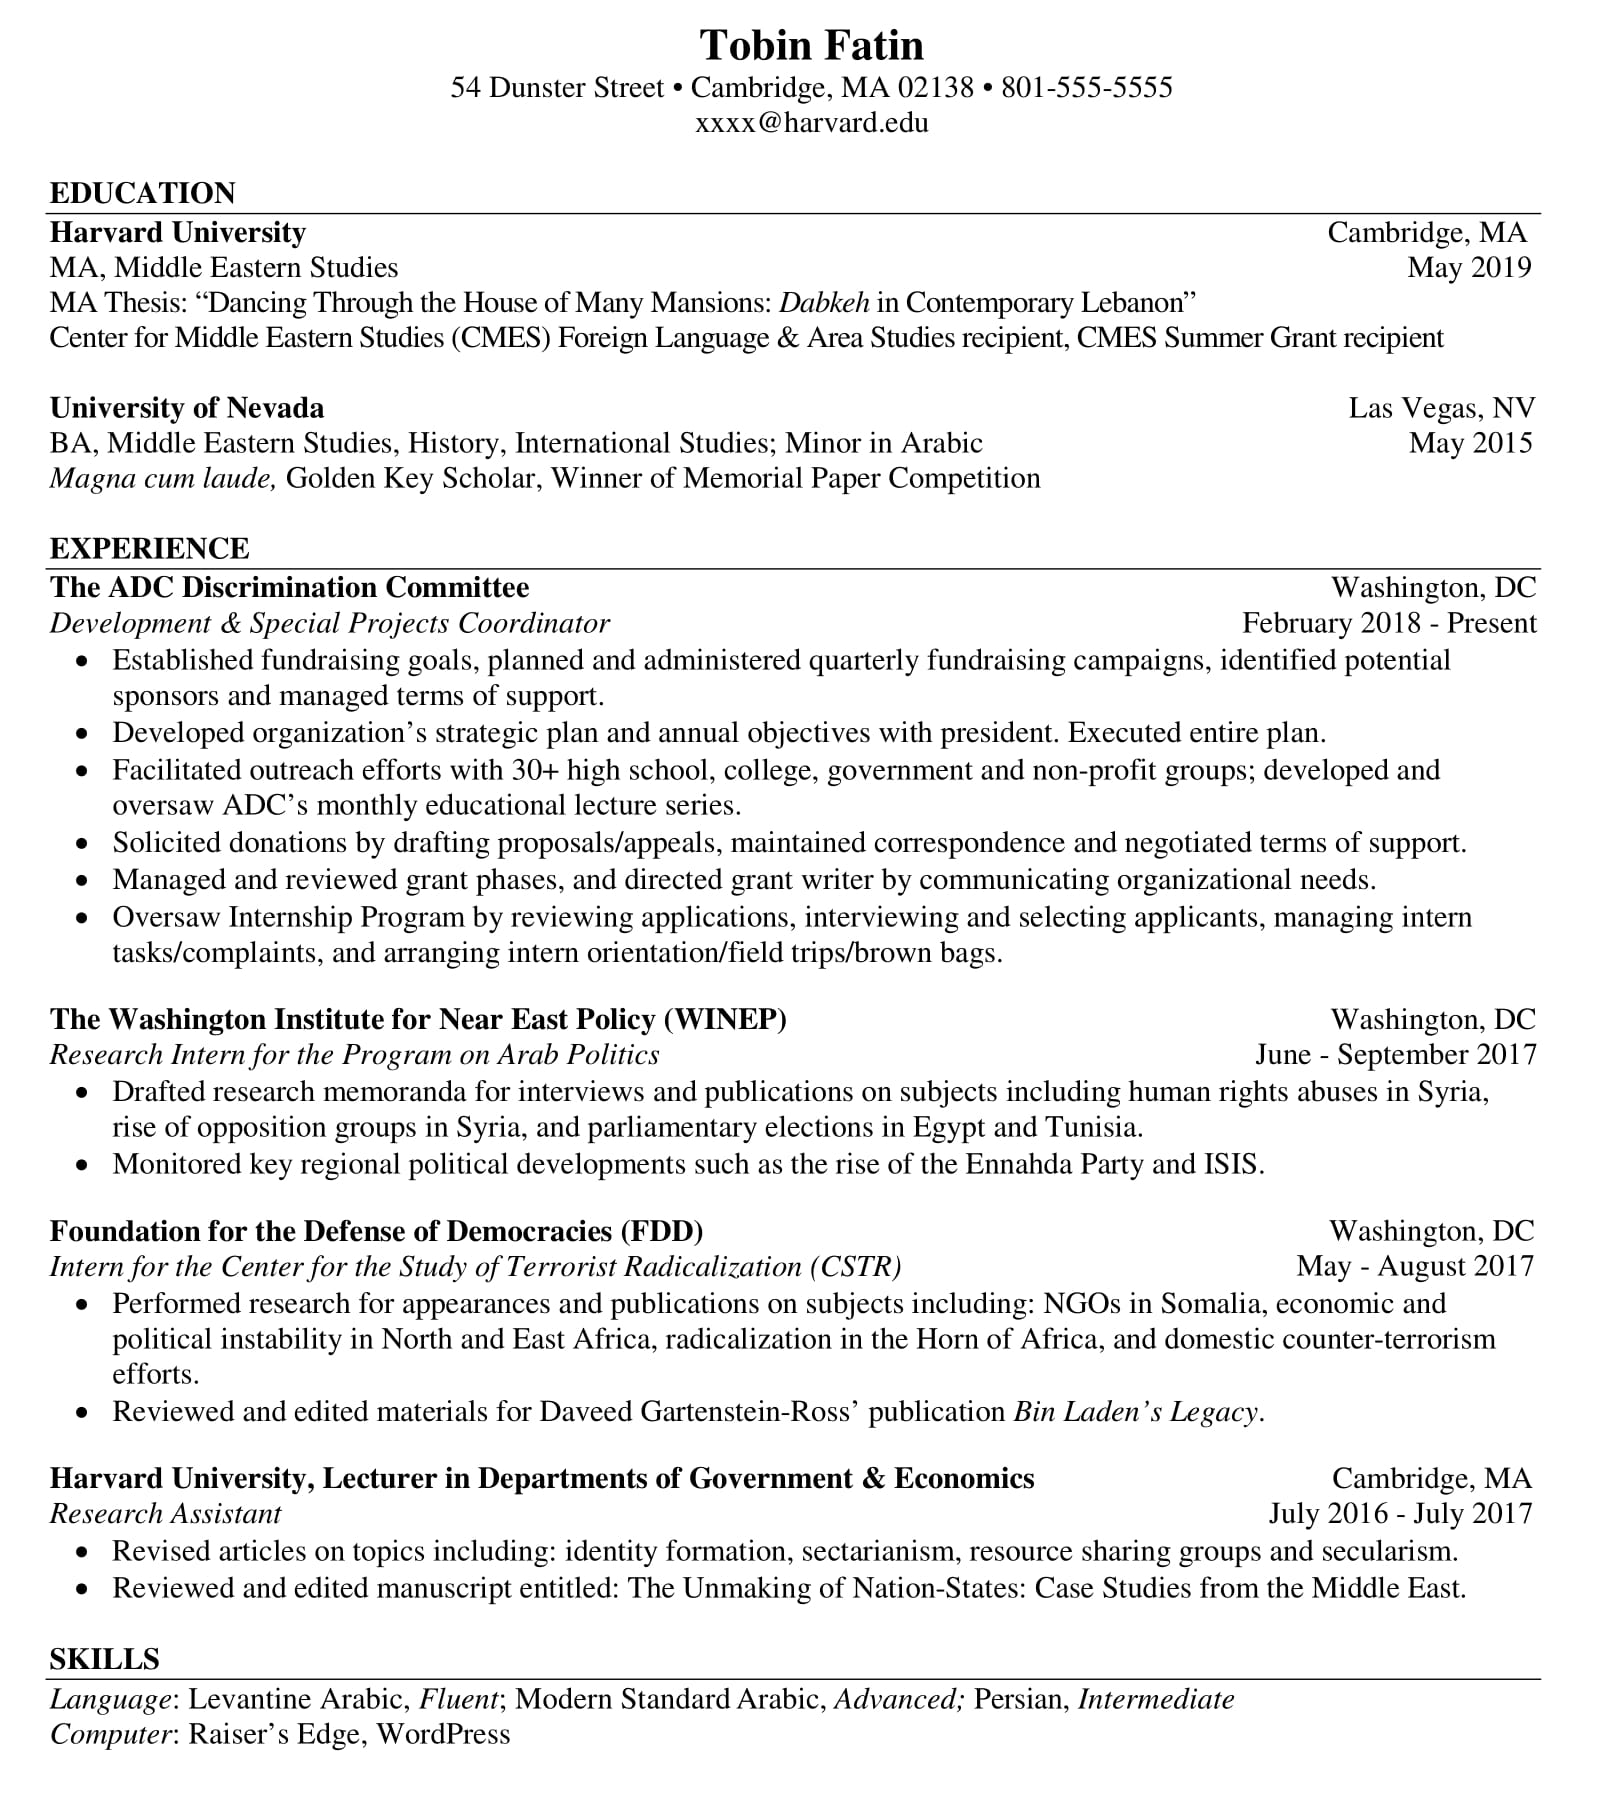 Tobin Fatin
54 Dunster Street • Cambridge, MA 02138 • 801-555-5555
xxxx@harvard.edu
EDUCATION
Harvard University Cambridge, MA
MA, Middle Eastern Studies May 2019
MA Thesis: “Dancing Through the House of Many Mansions: Dabkeh in Contemporary Lebanon”
Center for Middle Eastern Studies (CMES) Foreign Language & Area Studies recipient, CMES Summer Grant recipient
University of Nevada Las Vegas, NV
BA, Middle Eastern Studies, History, International Studies; Minor in Arabic May 2015
Magna cum laude, Golden Key Scholar, Winner of Memorial Paper Competition
EXPERIENCE
The ADC Discrimination Committee Washington, DC
Development & Special Projects Coordinator February 2018 - Present
• Established fundraising goals, planned and administered quarterly fundraising campaigns, identified potential
sponsors and managed terms of support.
• Developed organization’s strategic plan and annual objectives with president. Executed entire plan.
• Facilitated outreach efforts with 30+ high school, college, government and non-profit groups; developed and
oversaw ADC’s monthly educational lecture series.
• Solicited donations by drafting proposals/appeals, maintained correspondence and negotiated terms of support.
• Managed and reviewed grant phases, and directed grant writer by communicating organizational needs.
• Oversaw Internship Program by reviewing applications, interviewing and selecting applicants, managing intern
tasks/complaints, and arranging intern orientation/field trips/brown bags.
The Washington Institute for Near East Policy (WINEP) Washington, DC
Research Intern for the Program on Arab Politics June - September 2017
• Drafted research memoranda for interviews and publications on subjects including human rights abuses in Syria,
rise of opposition groups in Syria, and parliamentary elections in Egypt and Tunisia.
• Monitored key regional political developments such as the rise of the Ennahda Party and ISIS.
Foundation for the Defense of Democracies (FDD) Washington, DC
Intern for the Center for the Study of Terrorist Radicalization (CSTR) May - August 2017
• Performed research for appearances and publications on subjects including: NGOs in Somalia, economic and
political instability in North and East Africa, radicalization in the Horn of Africa, and domestic counter-terrorism
efforts.
• Reviewed and edited materials for Daveed Gartenstein-Ross’ publication Bin Laden’s Legacy.
Harvard University, Lecturer in Departments of Government & Economics Cambridge, MA
Research Assistant July 2016 - July 2017
• Revised articles on topics including: identity formation, sectarianism, resource sharing groups and secularism.
• Reviewed and edited manuscript entitled: The Unmaking of Nation-States: Case Studies from the Middle East.
SKILLS
Language: Levantine Arabic, Fluent; Modern Standard Arabic, Advanced; Persian, Intermediate
Computer: Raiser’s Edge, WordPress